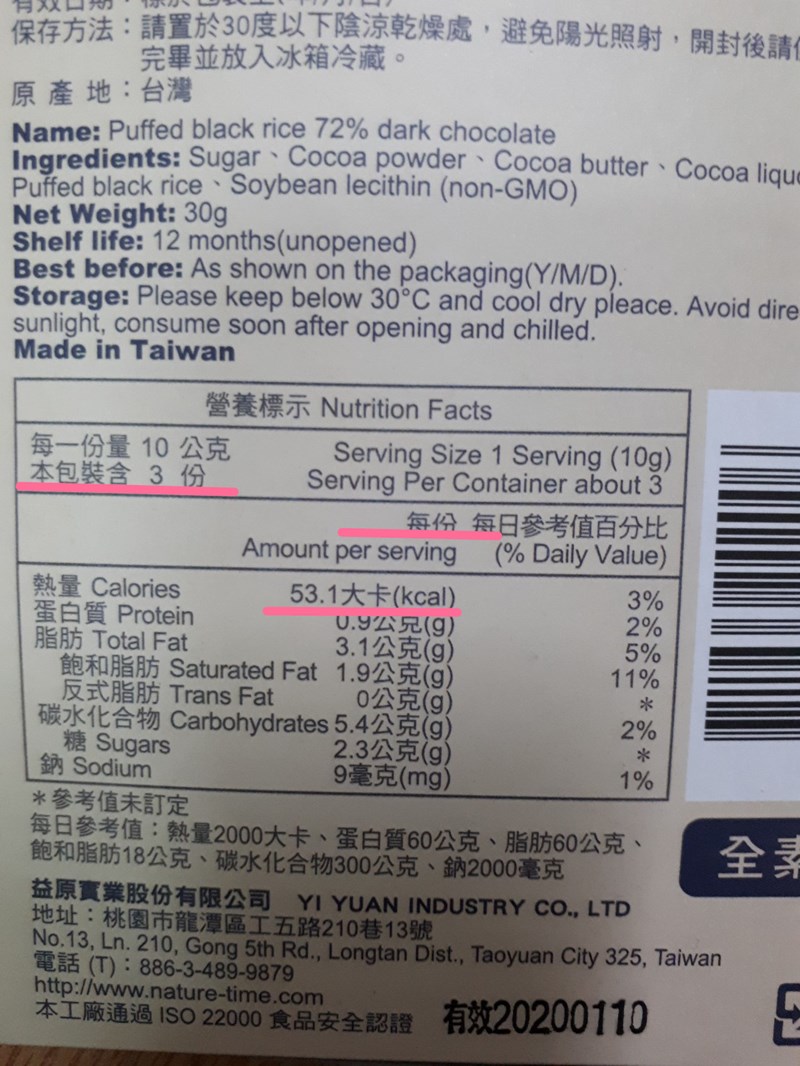 保存方法：請置於30度以下陰涼乾燥處，避免陽光照射，開封後請
完畢並放入冰箱冷藏。
原產地：台灣
Name: Puffed black rice 72% dark chocolate
Ingredients: Sugar、Cocoa powder、Cocoa butter、Cocoa
Puffed black rice、Soybean lecithin (non-GMO)
Net Weight: 30g
Shelf life: 12 months(unopened)
Best before: As shown on the packaging(Y/M/D).
Storage: Please keep below 30°C and cool dry pleace. Avoid
sunlight, consume soon after opening and chilled.
Made in Taiwan
營養標示 Nutrition Facts
每一份量 10 公克 Serving Size 1 Serving (10g)
本包裝含 3 份 Serving Per Container about 3
每份 每日參考值百分比
Amount per serving (% Daily Value)
熱量 Calories 53.1大卡(kcal) 3%
蛋白質 Protein 0.9公克(g) 2%
脂肪 Total Fat 3.1公克(g) 5%
飽和脂肪 Saturated Fat 1.9公克(g) 11%
反式脂肪 Trans Fat 0公克(g) *
碳水化合物 Carbohydrates 5.4公克(g) 2%
糖 Sugars 2.3公克(g) *
鈉 Sodium 9毫克(mg) 1%
*參考值未訂定
每日參考值：熱量2000大卡、蛋白質60公克、脂肪60公克、
飽和脂肪18公克、碳水化合物300公克、鈉2000毫克
全素
益原實業股份有限公司 YI YUAN INDUSTRY CO., LTD
地址：桃園市龍潭區工五路210巷13號
No.13, Ln. 210, Gong 5th Rd., Longtan Dist., Taoyuan City 325, Taiwan
電話 (T)：886-3-489-9879
http://www.nature-time.com
本工廠通過 ISO 22000 食品安全認證 有效20200110